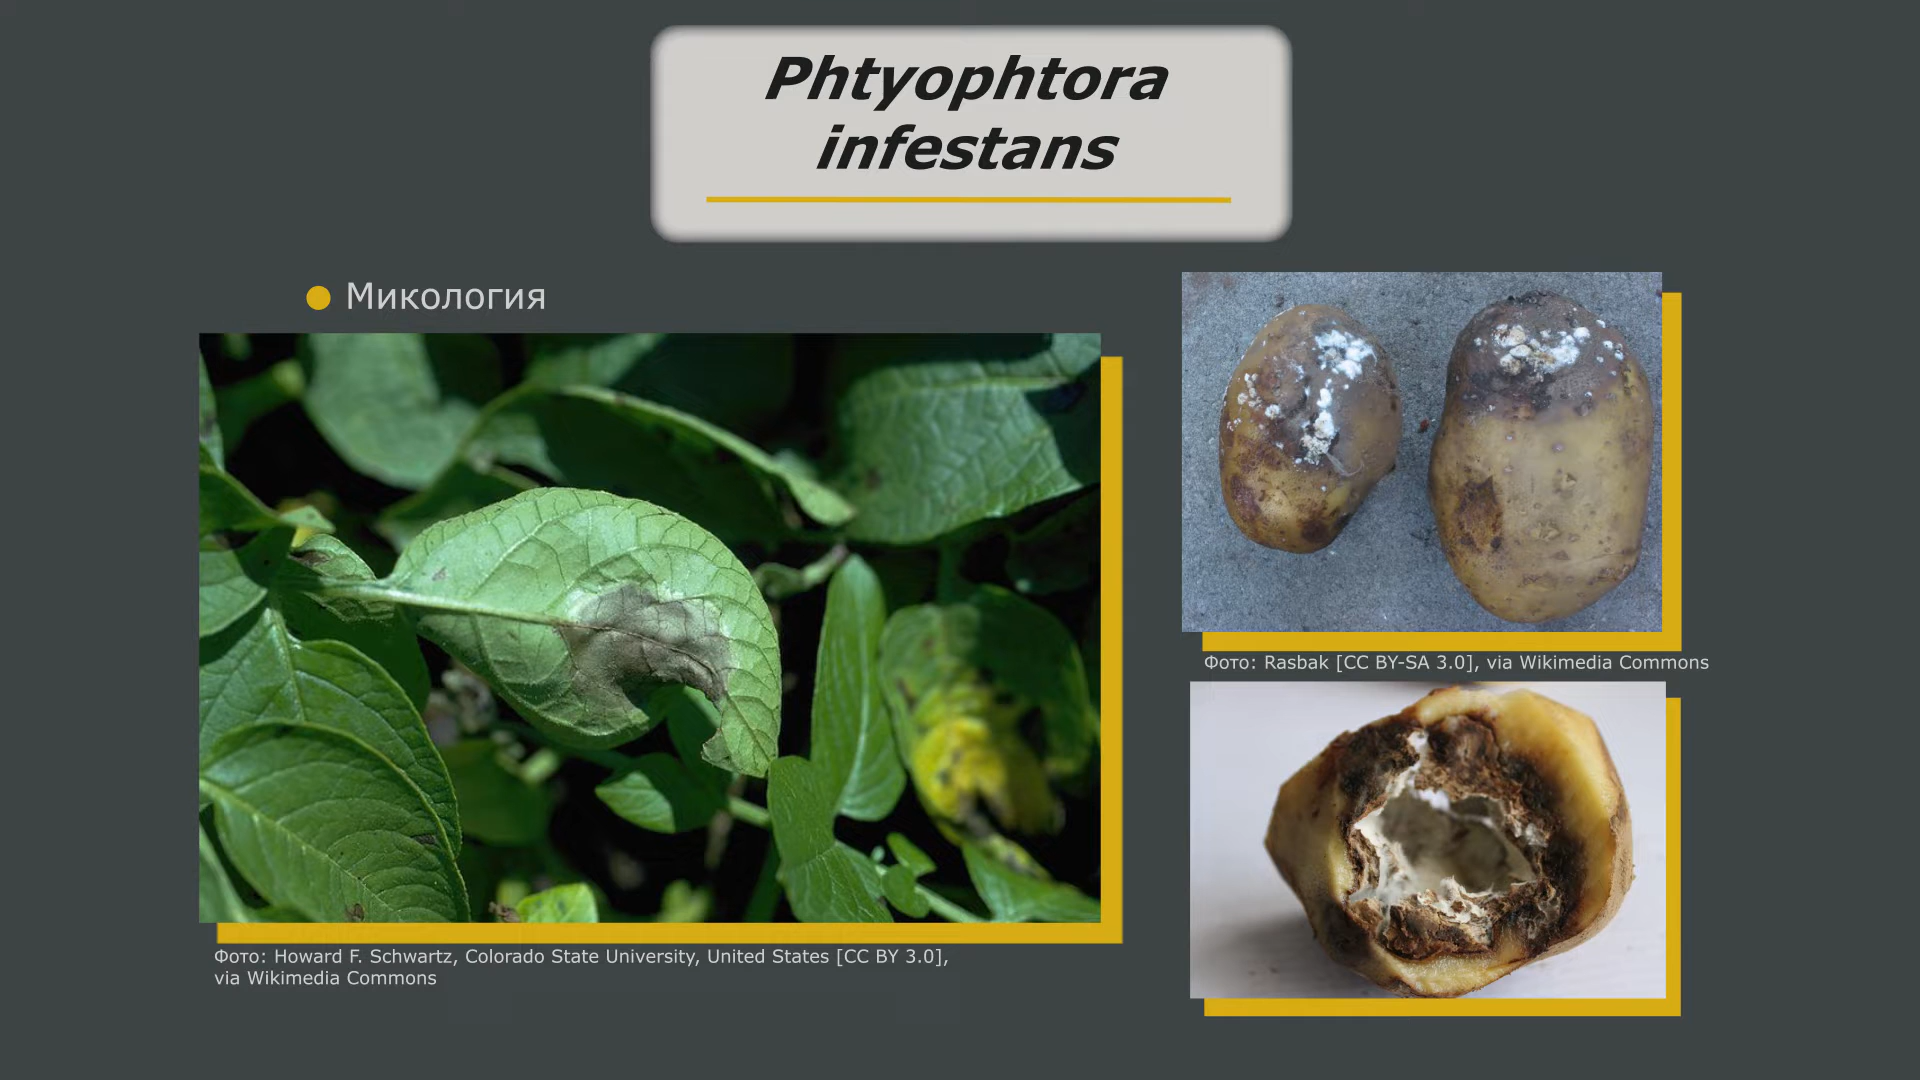 Phtyophtora
infestans
Микология
Фото: Rasbak [CC BY-SA 3.0], via Wikimedia Commons
Фото: Howard F. Schwartz, Colorado State University, United States [CC BY 3.0],
via Wikimedia Commons